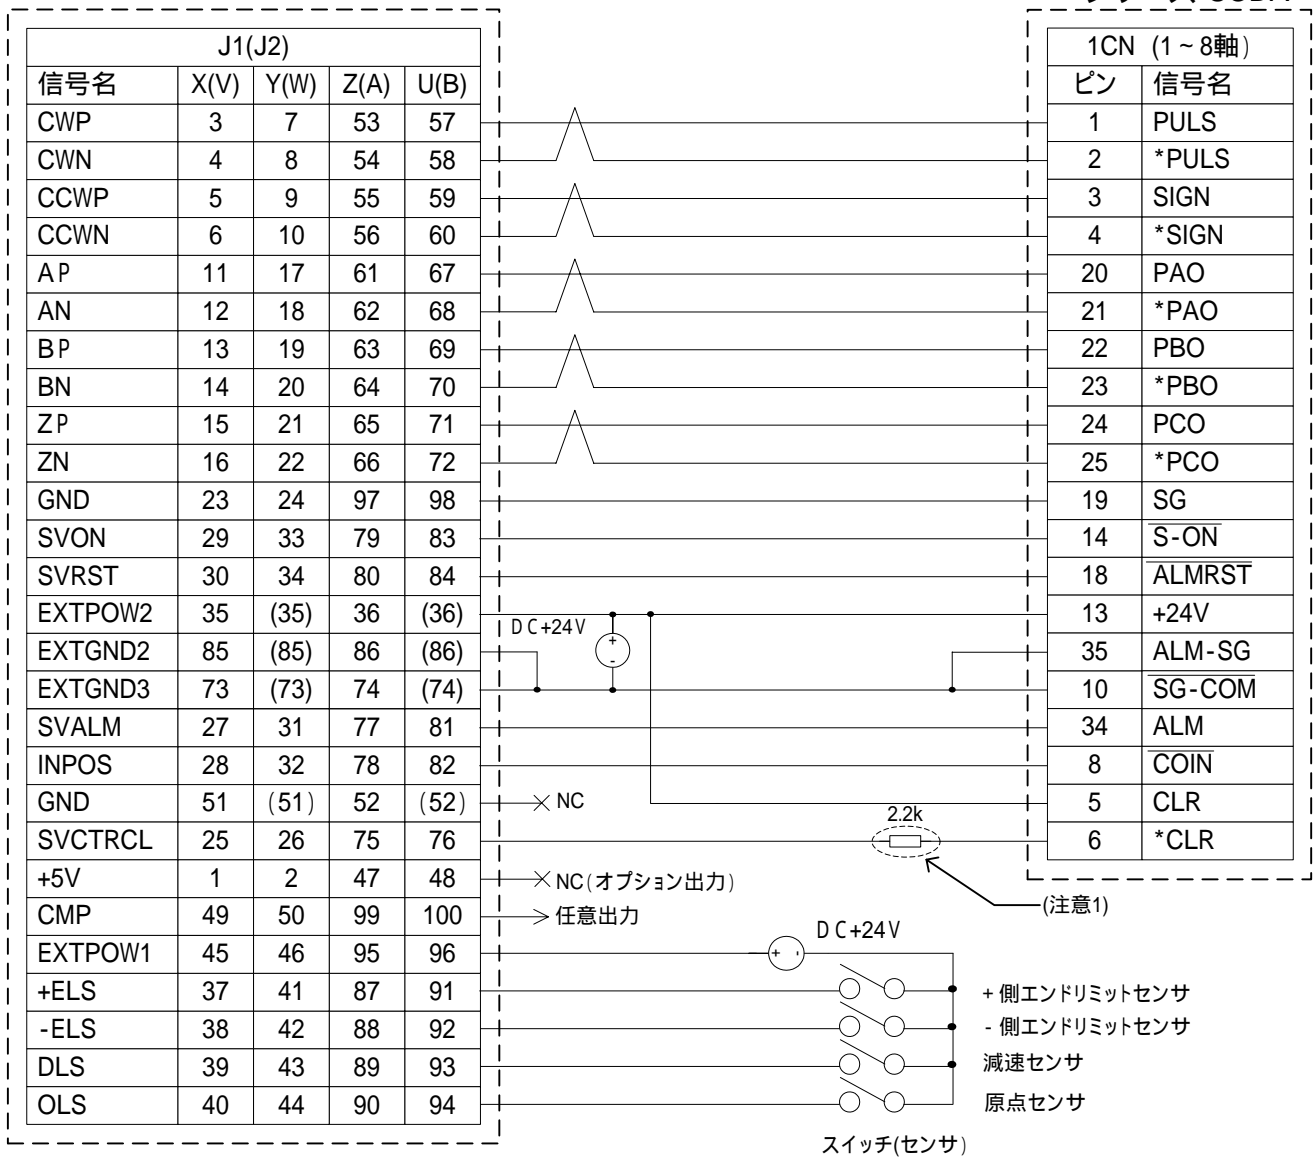 J1(J2)
信号名 X(V) Y(W) Z(A) U(B)
CWP 3 7 53 57
CWN 4 8 54 58
CCWP 5 9 55 59
CCWN 6 10 56 60
AP 11 17 61 67
AN 12 18 62 68
BP 13 19 63 69
BN 14 20 64 70
ZP 15 21 65 71
ZN 16 22 66 72
GND 23 24 97 98
SVON 29 33 79 83
SVRST 30 34 80 84
EXTPOW2 35 (35) 36 (36)
EXTGND2 85 (85) 86 (86)
EXTGND3 73 (73) 74 (74)
SVALM 27 31 77 81
INPOS 28 32 78 82
GND 51 (51) 52 (52)
SVCTRCL 25 26 75 76
+5V 1 2 47 48
CMP 49 50 99 100
EXTPOW1 45 46 95 96
+ELS 37 41 87 91
-ELS 38 42 88 92
DLS 39 43 89 93
OLS 40 44 90 94
DC+24V
+
-
NC
NC(オプション出力)
任意出力
2.2k
(注意1)
DC+24V
+ -
+側エンドリミットセンサ
-側エンドリミットセンサ
減速センサ
原点センサ
スイッチ(センサ)
1CN (1~8軸)
ピン 信号名
1 PULS
2 *PULS
3 SIGN
4 *SIGN
20 PAO
21 *PAO
22 PBO
23 *PBO
24 PCO
25 *PCO
19 SG
14 S-ON
18 ALMRST
13 +24V
35 ALM-SG
10 SG-COM
34 ALM
8 COIN
5 CLR
6 *CLR